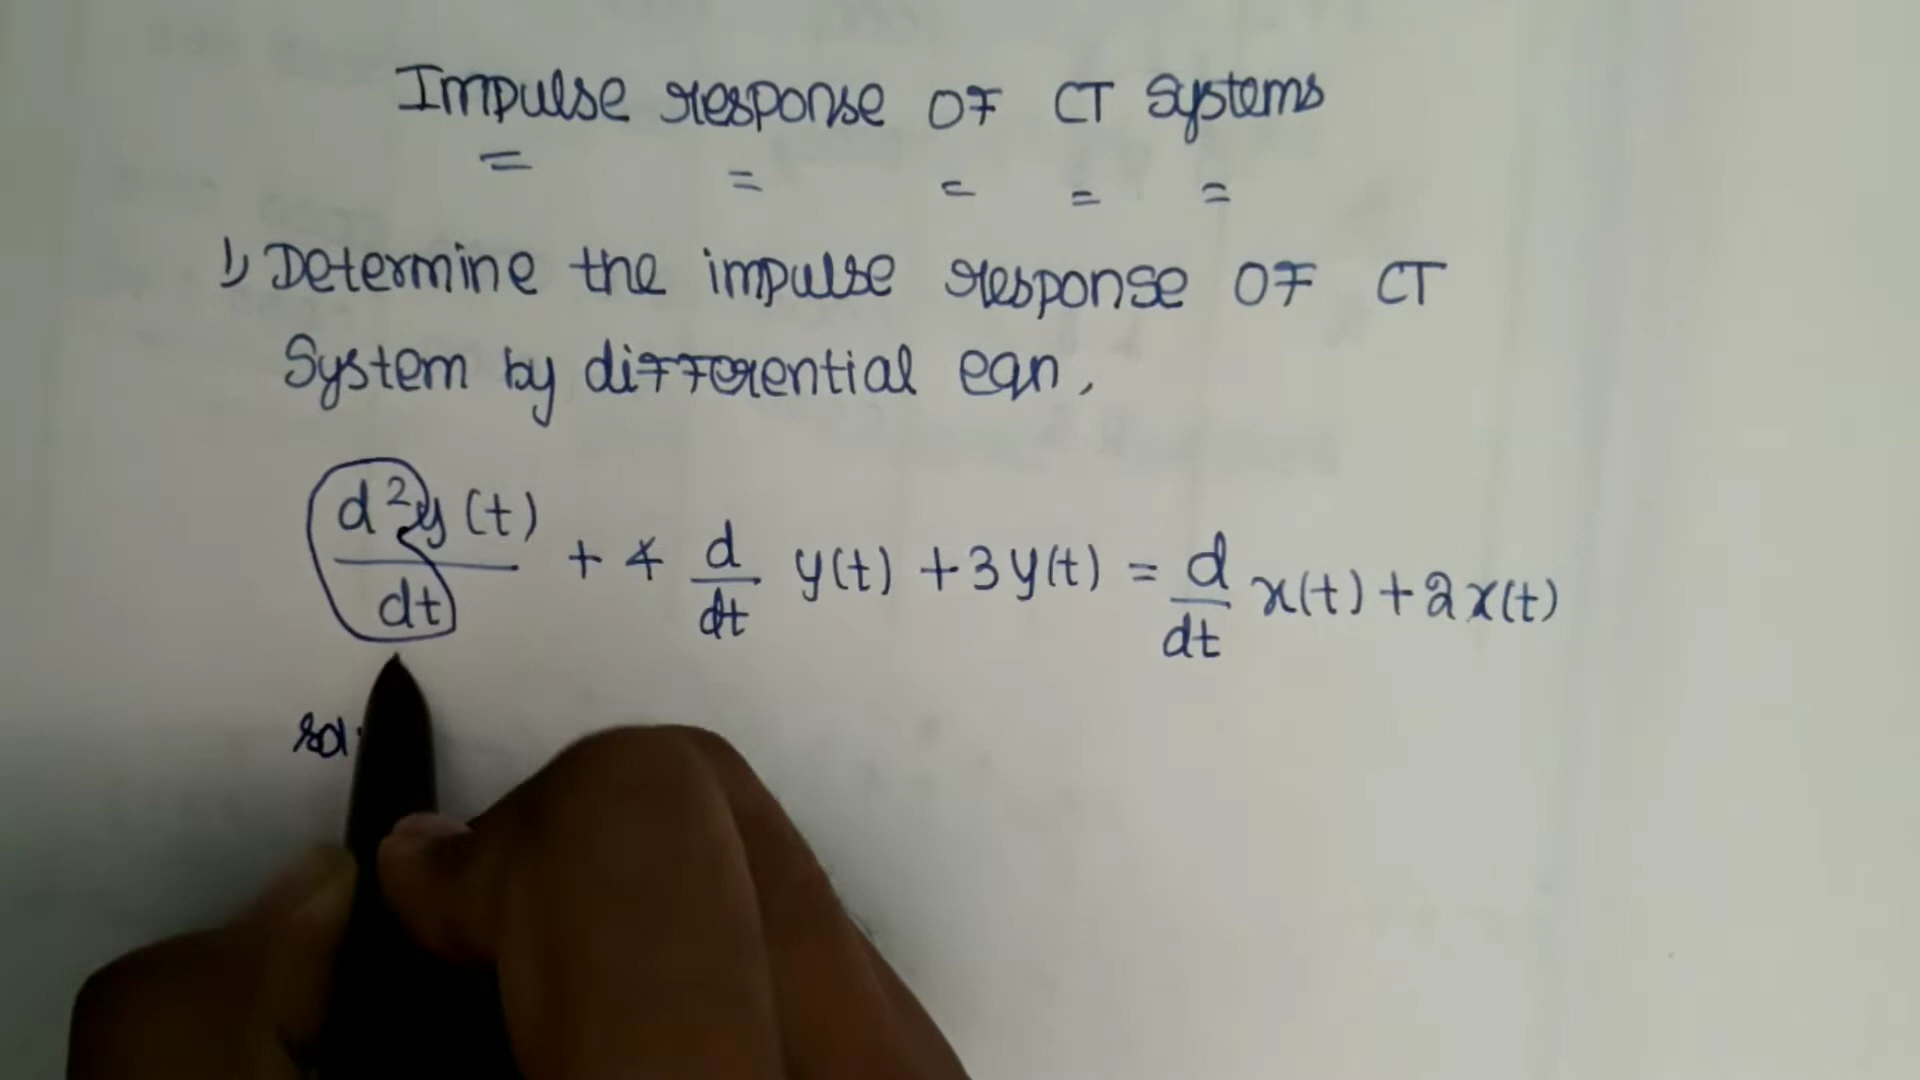 Impulse response OF CT Systems
1) Determine the impulse response OF CT
System by differential eqn,
d²y(t)/dt + 4 d/dt y(t) + 3y(t) = d/dt x(t) + 2x(t)